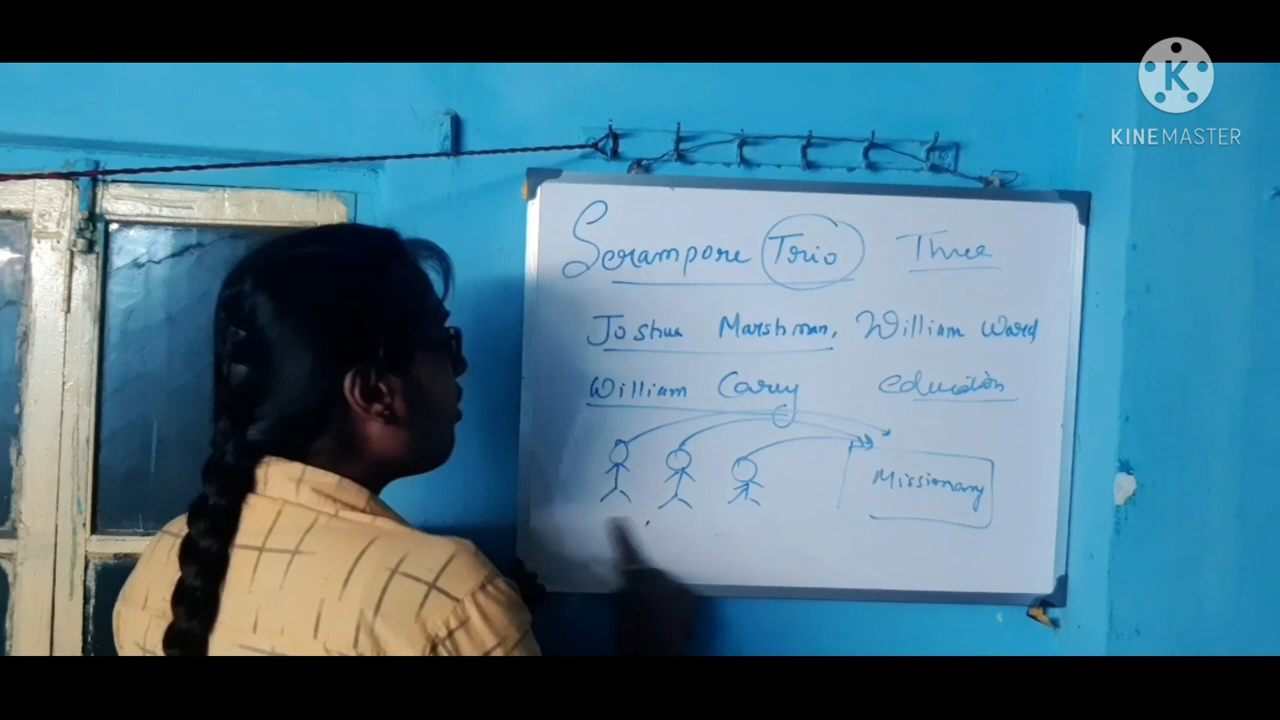 KINEMASTER
Serampore Trio Three
Joshua Marshman, William Ward
William Carey education
Missionary